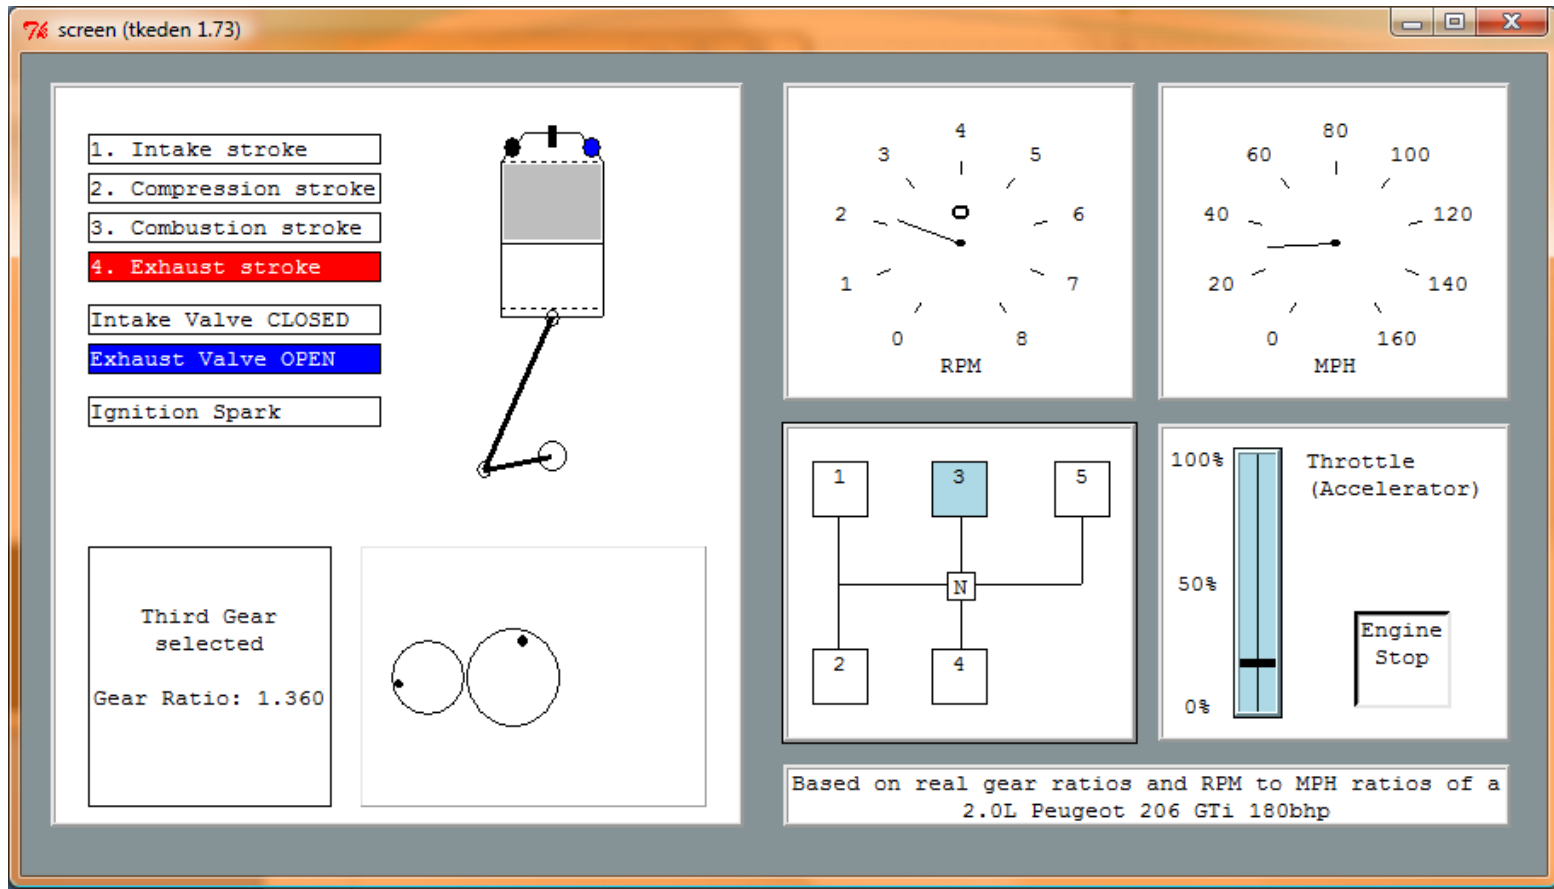 screen (tkeden 1.73)
1. Intake stroke
2. Compression stroke
3. Combustion stroke
4. Exhaust stroke
Intake Valve CLOSED
Exhaust Valve OPEN
Ignition Spark
Third Gear
selected
Gear Ratio: 1.360
0
1
2
3
4
5
6
7
8
RPM
0
20
40
60
80
100
120
140
160
MPH
1
3
5
N
2
4
100%
50%
0%
Throttle
(Accelerator)
Engine
Stop
Based on real gear ratios and RPM to MPH ratios of a
2.0L Peugeot 206 GTi 180bhp